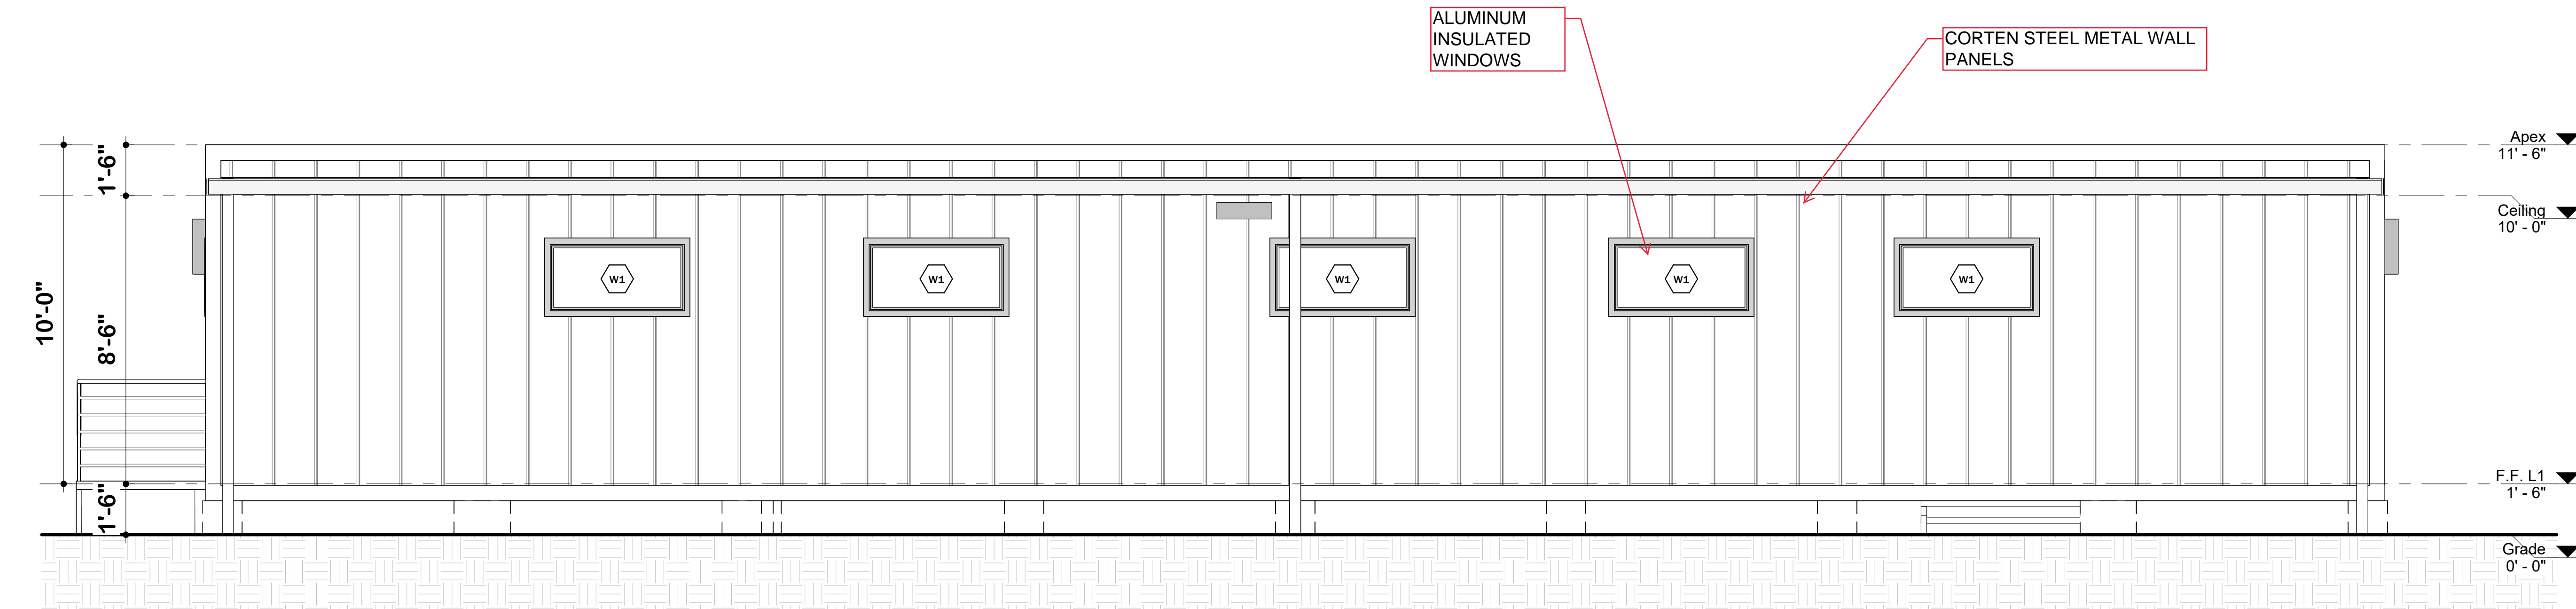 ALUMINUM
INSULATED
WINDOWS
CORTEN STEEL METAL WALL
PANELS
Apex
11' - 6"
1'-6"
Ceiling
10' - 0"
W1
W1
W1
W1
W1
10'-0"
8'-6"
F.F. L1
1' - 6"
1'-6"
Grade
0' - 0"